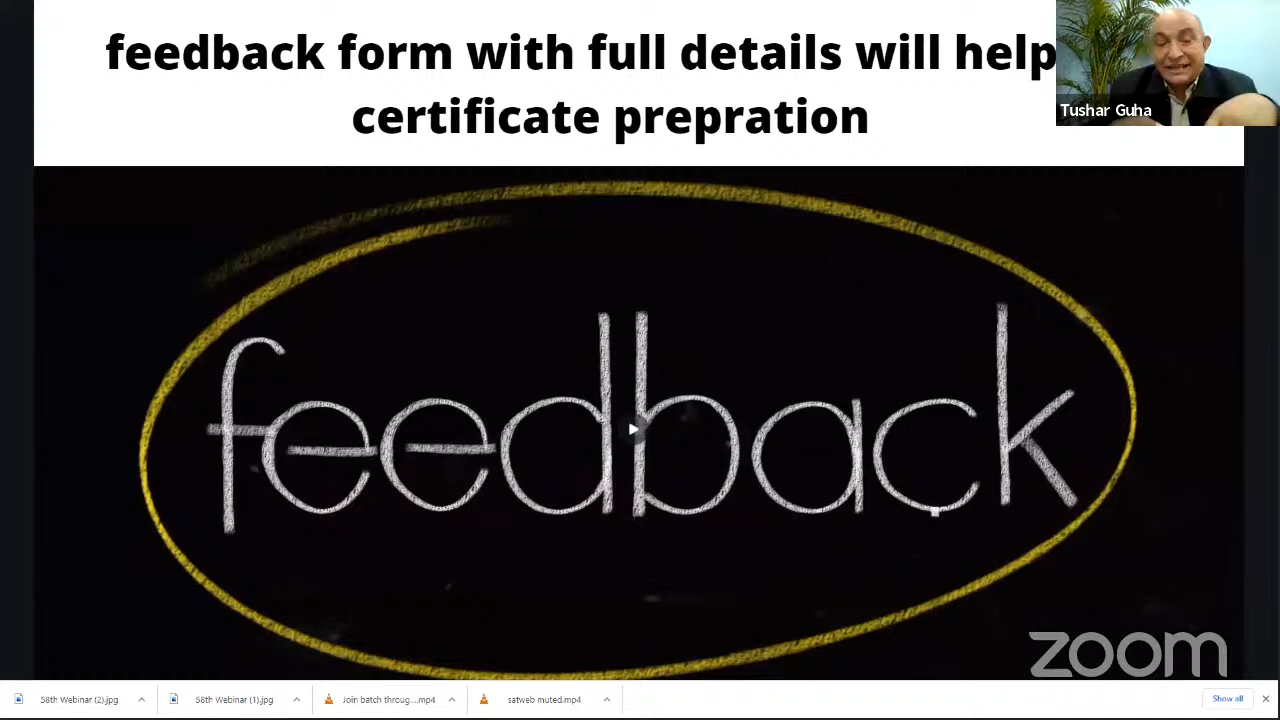 feedback form with full details will help
certificate prepration
Tushar Guha
feedback
zoom
58th Webinar (2).jpg
58th Webinar (1).jpg
Join batch throug....mp4
satweb muted.mp4
Show all